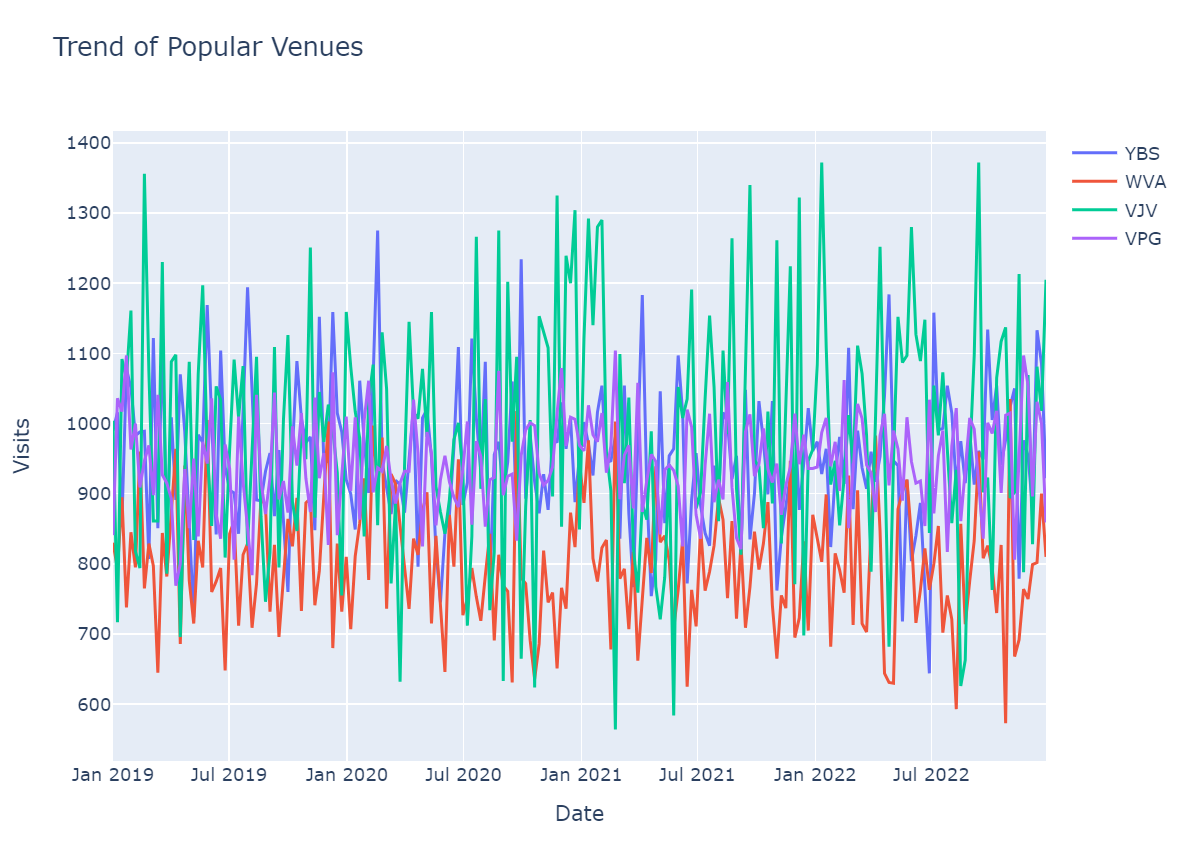 Trend of Popular Venues
1400
1300
1200
1100
1000
900
800
700
600
Visits
Jan 2019
Jul 2019
Jan 2020
Jul 2020
Jan 2021
Jul 2021
Jan 2022
Jul 2022
Date
YBS
WVA
VJV
VPG